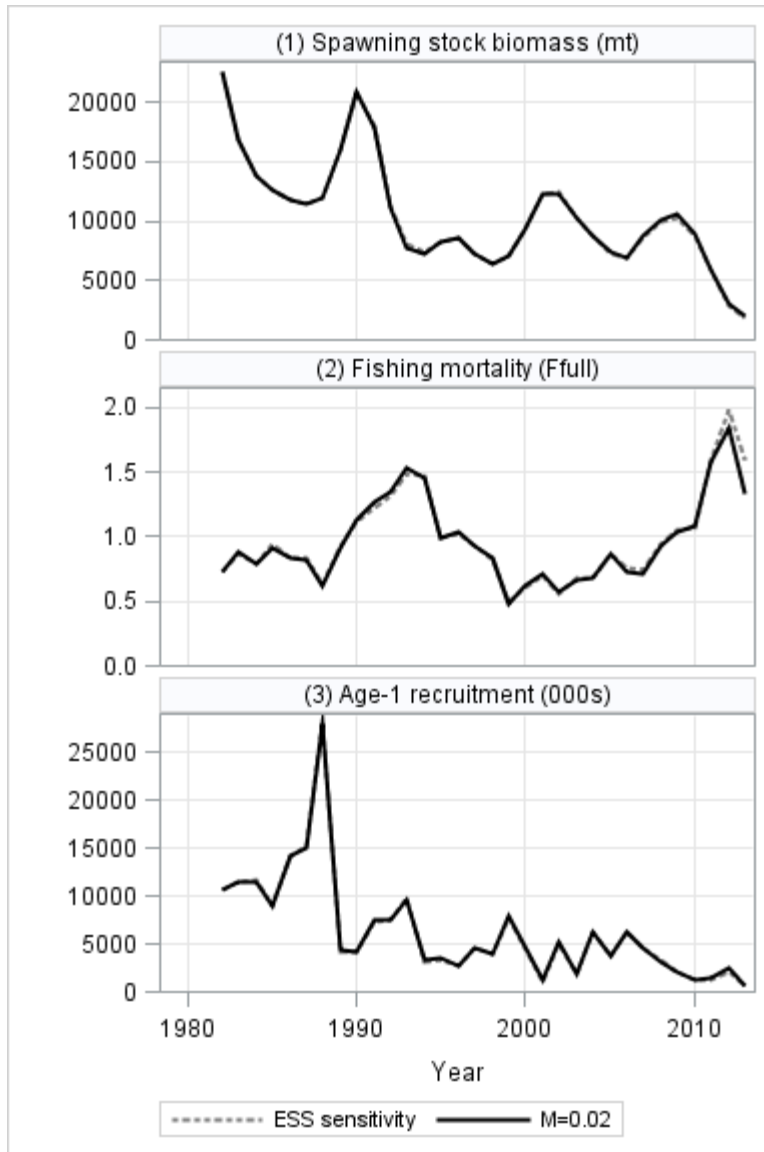 (1) Spawning stock biomass (mt)
20000
15000
10000
5000
0
(2) Fishing mortality (Ffull)
2.0
1.5
1.0
0.5
0.0
(3) Age-1 recruitment (000s)
25000
20000
15000
10000
5000
0
1980 1990 2000 2010
Year
ESS sensitivity M=0.02